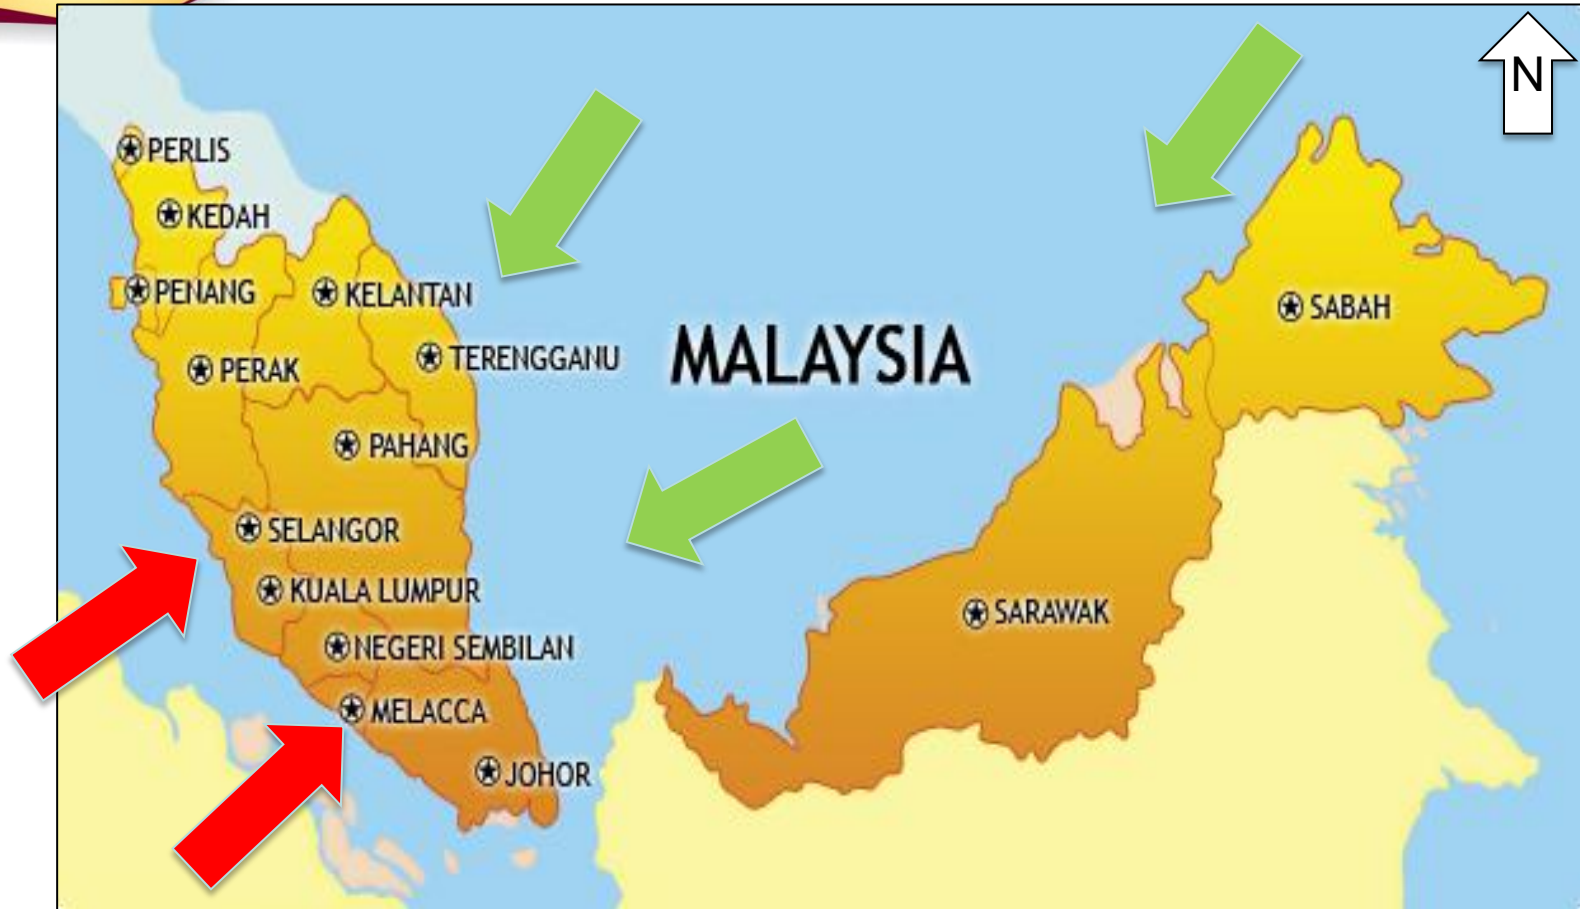 N
PERLIS
KEDAH
PENANG
KELANTAN
SABAH
TERENGGANU
PERAK
MALAYSIA
PAHANG
SELANGOR
KUALA LUMPUR
SARAWAK
NEGERI SEMBILAN
MELACCA
JOHOR